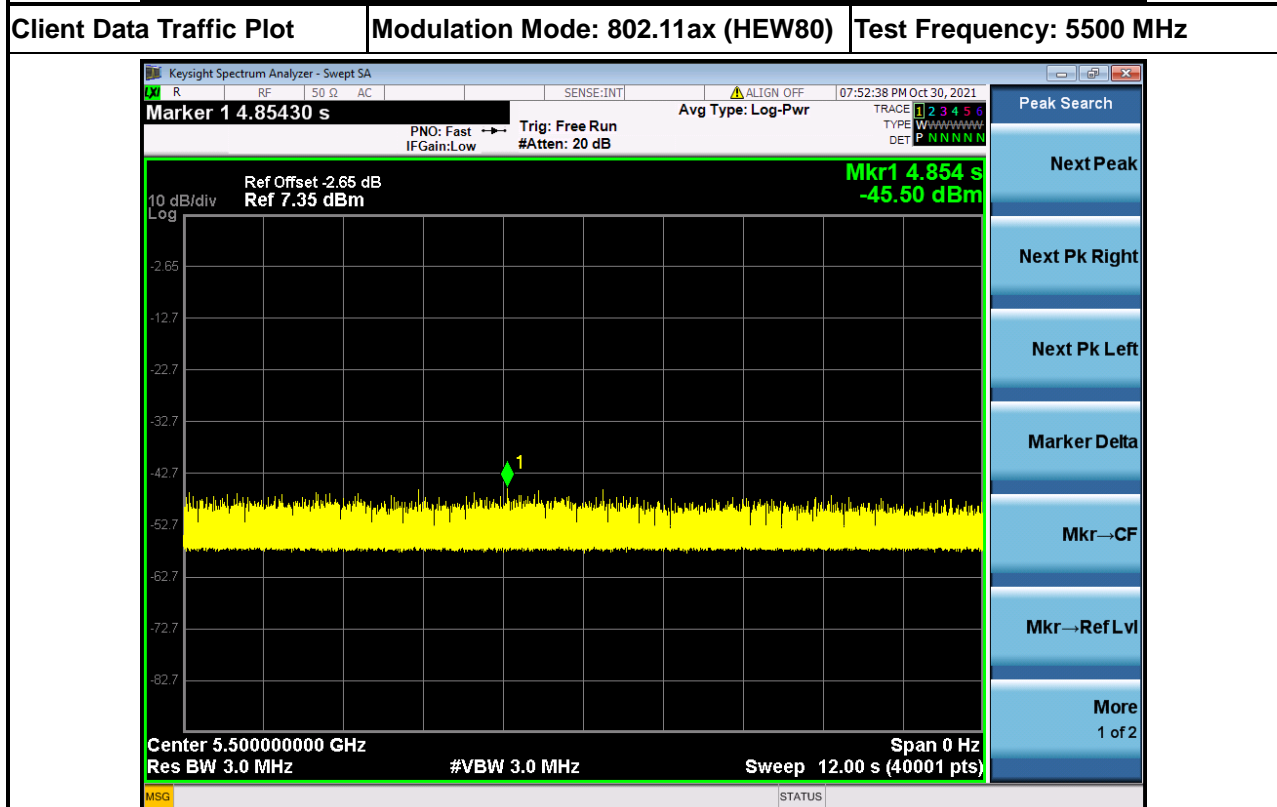 Client Data Traffic Plot Modulation Mode: 802.11ax (HEW80) Test Frequency: 5500 MHz
Keysight Spectrum Analyzer - Swept SA
LXI R RF 50 Ω AC SENSE:INT ALIGN OFF 07:52:38 PM Oct 30, 2021
Marker 1 4.85430 s
PNO: Fast
IFGain:Low
Trig: Free Run
#Atten: 20 dB
Avg Type: Log-Pwr
TRACE 1 2 3 4 5 6
TYPE WWWWWW
DET P N N N N N
Peak Search
Next Peak
Next Pk Right
Next Pk Left
Marker Delta
Mkr→CF
Mkr→Ref Lvl
More
1 of 2
Mkr1 4.854 s
-45.50 dBm
Ref Offset -2.65 dB
10 dB/div Ref 7.35 dBm
Log
-2.65
-12.7
-22.7
-32.7
1
-42.7
-52.7
-62.7
-72.7
-82.7
Center 5.500000000 GHz Span 0 Hz
Res BW 3.0 MHz #VBW 3.0 MHz Sweep 12.00 s (40001 pts)
MSG STATUS